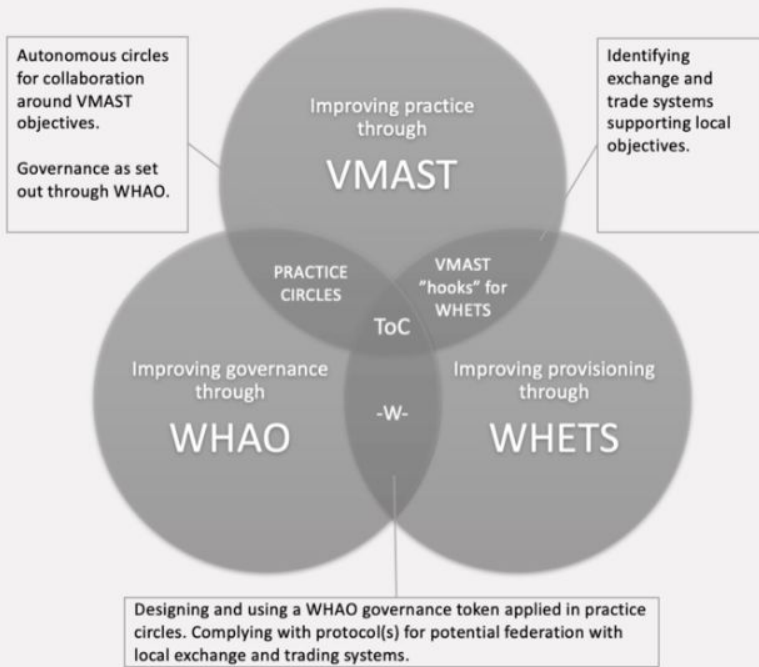 Autonomous circles
for collaboration
around VMAST
objectives.
Governance as set
out through WHAO.
Identifying
exchange and
trade systems
supporting local
objectives.
Improving practice
through
VMAST
PRACTICE
CIRCLES
VMAST
"hooks" for
WHETS
ToC
Improving governance
through
WHAO
-W-
Improving provisioning
through
WHETS
Designing and using a WHAO governance token applied in practice
circles. Complying with protocol(s) for potential federation with
local exchange and trading systems.